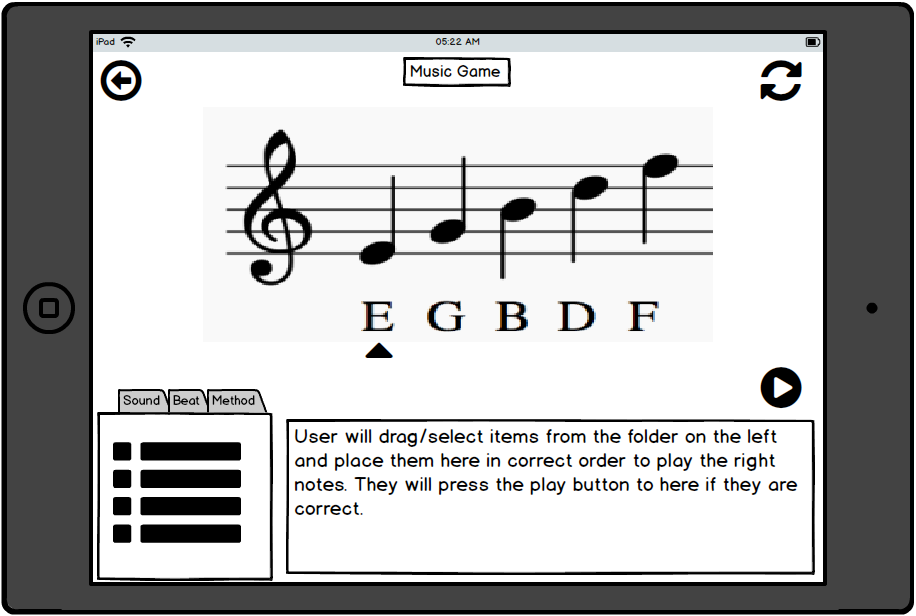 iPad 05:22 AM
Music Game
E G B D F
Sound Beat Method
User will drag/select items from the folder on the left
and place them here in correct order to play the right
notes. They will press the play button to here if they are
correct.